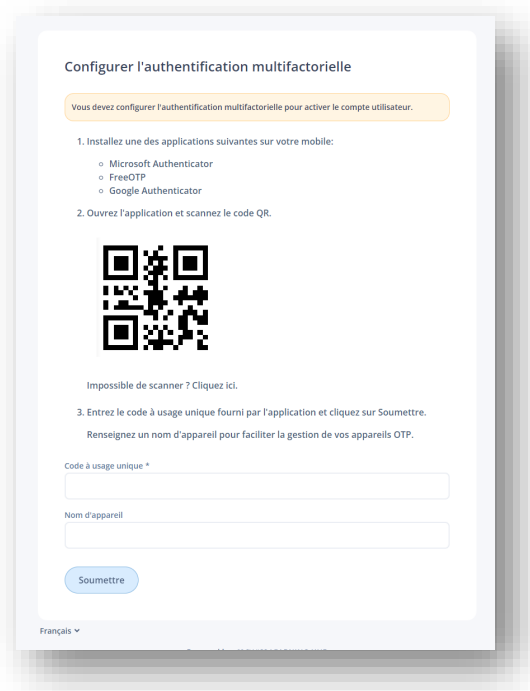 Configurer l'authentification multifactorielle
Vous devez configurer l'authentification multifactorielle pour activer le compte utilisateur.
1. Installez une des applications suivantes sur votre mobile:
Microsoft Authenticator
FreeOTP
Google Authenticator
2. Ouvrez l'application et scannez le code QR.
Impossible de scanner ? Cliquez ici.
3. Entrez le code à usage unique fourni par l'application et cliquez sur Soumettre.
Renseignez un nom d'appareil pour faciliter la gestion de vos appareils OTP.
Code à usage unique *
Nom d'appareil
Soumettre
Français